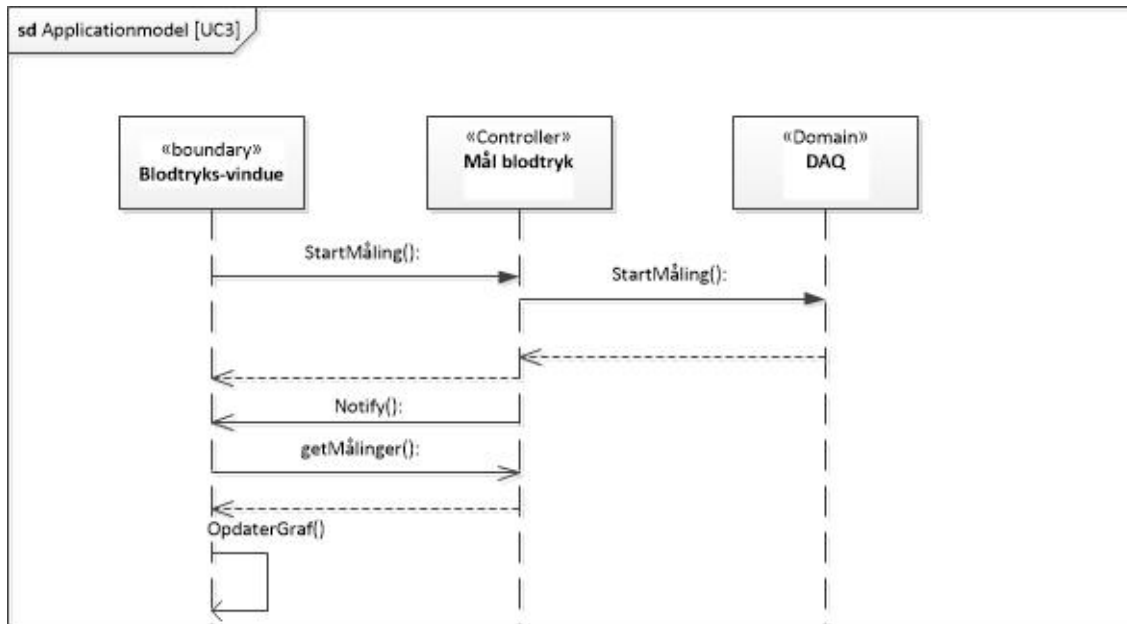 sd Applicationmodel [UC3]
«boundary»
Blodtryks-vindue
«Controller»
Mål blodtryk
«Domain»
DAQ
StartMåling():
StartMåling():
Notify():
getMålinger():
OpdaterGraf()